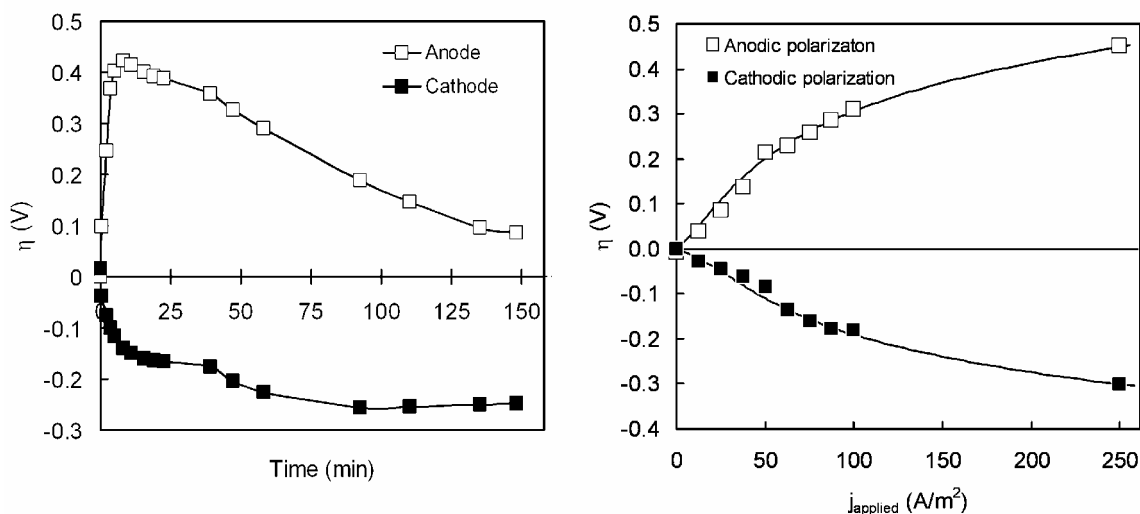 0.5
0.4
0.3
0.2
0.1
0
-0.1
-0.2
-0.3
η (V)
0 25 50 75 100 125 150
Time (min)
Anode
Cathode
0.5
0.4
0.3
0.2
0.1
0.0
-0.1
-0.2
-0.3
-0.4
η (V)
0 50 100 150 200 250
japplied (A/m²)
Anodic polarizaton
Cathodic polarization